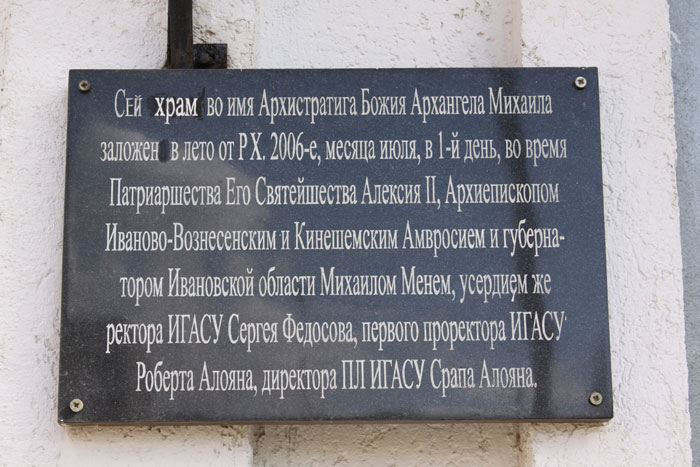 Сей храм во имя Архистратига Божия Архангела Михаила
заложен в лето от Р.Х. 2006-е, месяца июля, в 1-й день, во время
Патриаршества Его Святейшества Алексия II, Архиепископом
Иваново-Вознесенским и Кинешемским Амвросием и губерна-
тором Ивановской области Михаилом Менем, усердием же
ректора ИГАСУ Сергея Федосова, первого проректора ИГАСУ
Роберта Алояна, директора ПЛ ИГАСУ Срапа Алояна.